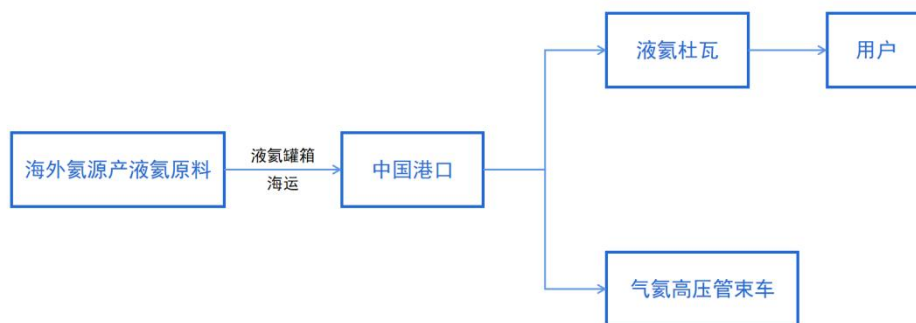 液氦杜瓦
用户
海外氦源产液氦原料
液氦罐箱
海运
中国港口
气氦高压管束车